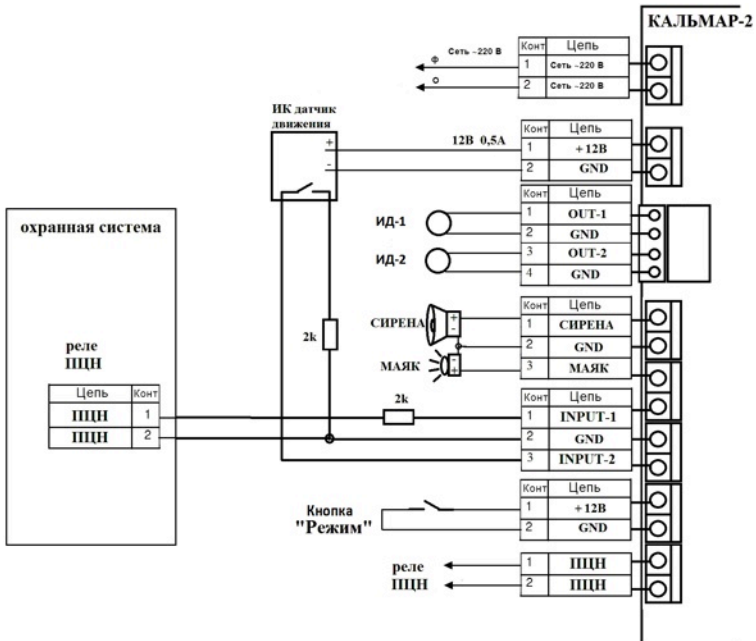 КАЛЬМАР-2
Сеть ~220 В
Ф
О
Конт Цепь
1 Сеть ~220 В
2 Сеть ~220 В
ИК датчик
движения
+
-
12В 0,5А
Конт Цепь
1 +12В
2 GND
охранная система
ИД-1
ИД-2
Конт Цепь
1 OUT-1
2 GND
3 OUT-2
4 GND
СИРЕНА
+
-
МАЯК
+
-
Конт Цепь
1 СИРЕНА
2 GND
3 МАЯК
2k
реле
ПЦН
Цепь Конт
ПЦН 1
ПЦН 2
2k
Конт Цепь
1 INPUT-1
2 GND
3 INPUT-2
Кнопка
"Режим"
Конт Цепь
1 +12В
2 GND
реле
ПЦН
1 ПЦН
2 ПЦН